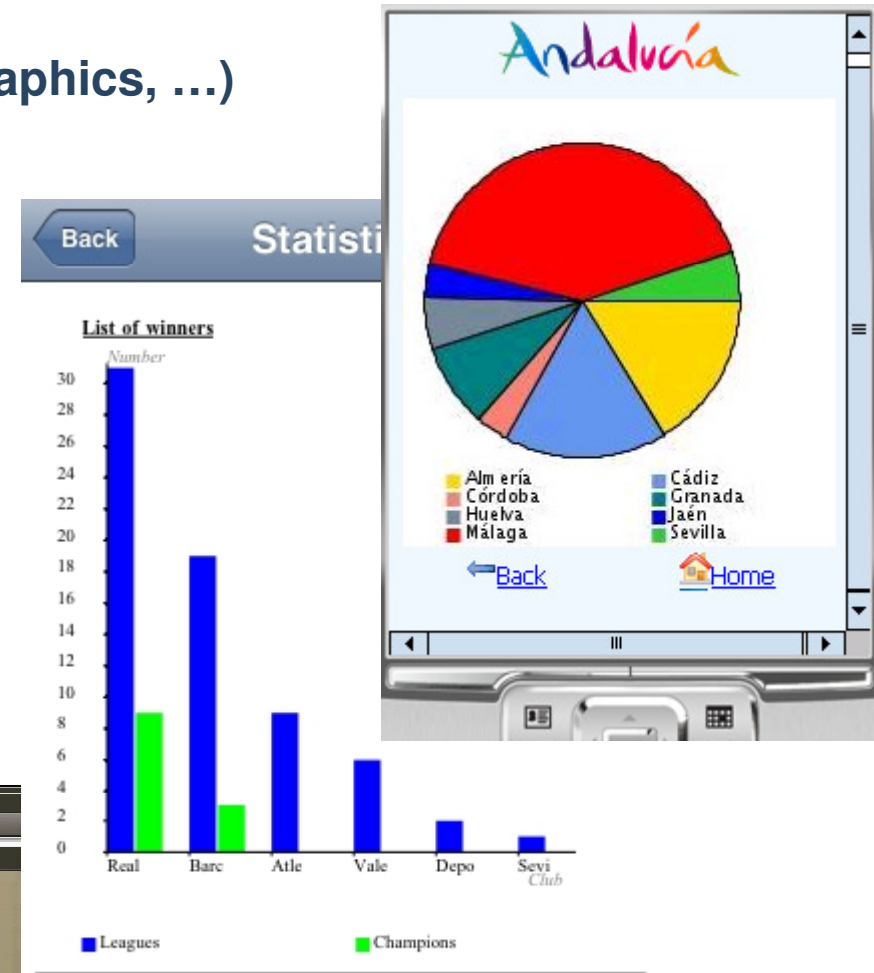 aphics, …)
Andalucía
Almería
Cádiz
Córdoba
Granada
Huelva
Jaén
Málaga
Sevilla
Back
Home
Back
Statisti
List of winners
Number
30
28
26
24
22
20
18
16
14
12
10
8
6
4
2
0
Real Barc Atle Vale Depo Sevi
Club
Leagues Champions